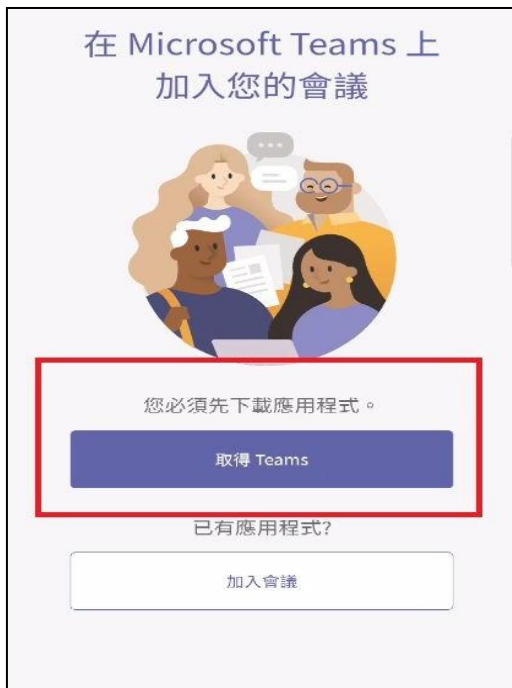 在 Microsoft Teams 上
加入您的會議
您必須先下載應用程式。
取得 Teams
已有應用程式?
加入會議